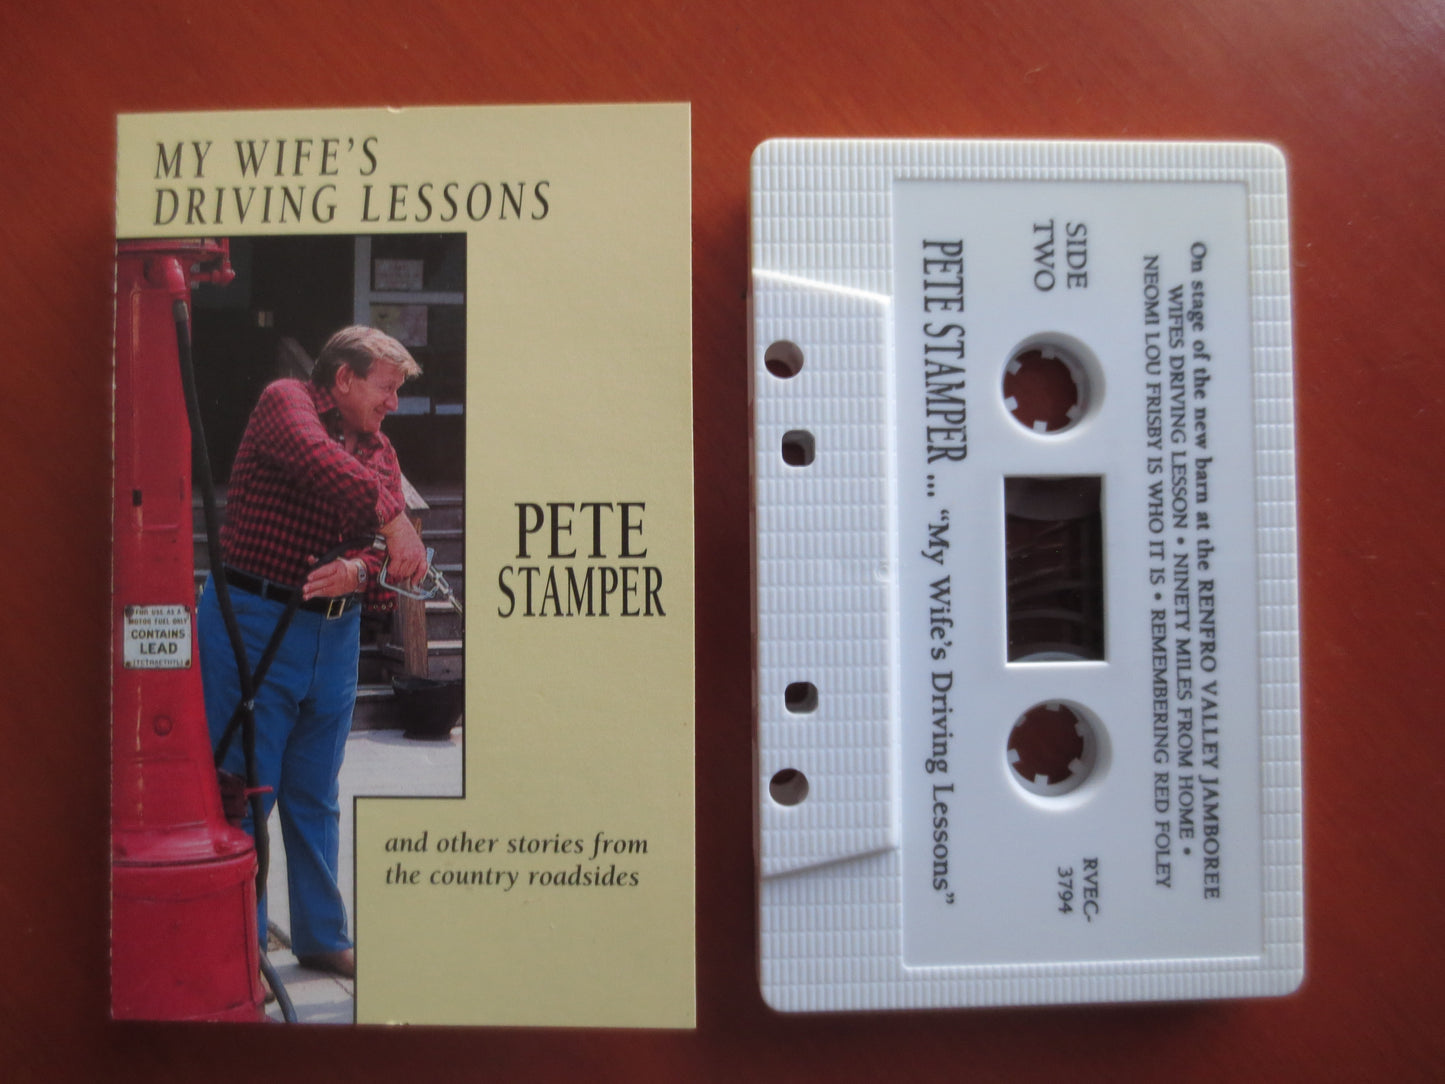 MY WIFE'S
DRIVING LESSONS
FOR USE AS A
MOTOR FUEL ONLY
CONTAINS
LEAD
(TETRAETHYL)
PETE
STAMPER
and other stories from
the country roadsides
On stage of the new barn at the RENFRO VALLEY JAMBOREE
WIFES DRIVING LESSON • NINETY MILES FROM HOME •
NEOMI LOU FRISBY IS WHO IT IS • REMEMBERING RED FOLEY
SIDE
TWO
RVEC-
3794
PETE STAMPER ... “My Wife's Driving Lessons”